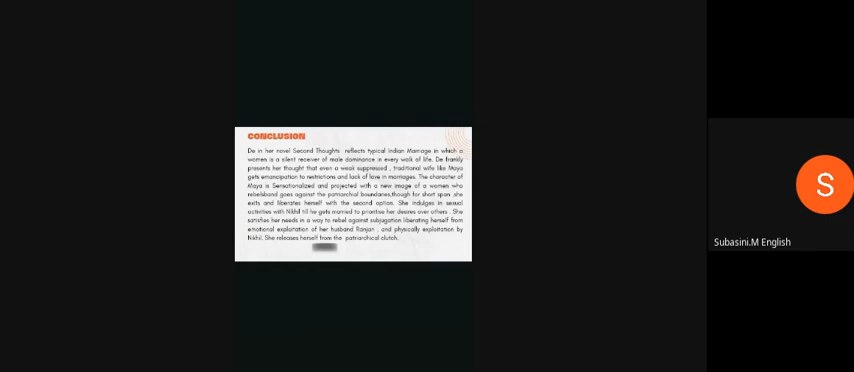 CONCLUSION
De in her novel Second Thoughts reflects typical Indian Marriage in which a
women is a silent receiver of male dominance in every walk of life. De frankly
presents her thought that even a weak suppressed , traditional wife like Maya
gets emancipation to restrictions and lack of love in marriages. The character of
Maya is Sensationalized and projected with a new image of a women who
rebelsband goes against the patriarchial boundaries,though for short span ,she
exits and liberates herself with the second option. She indulges in sexual
activities with Nikhil till he gets married to prioritise her desires over others . She
satisfies her needs in a way to rebel against subjugation liberating herself from
emotional exploitation of her husband Ranjan , and physically exploitation by
Nikhil. She releases herself from the patriarchical clutch.
S
Subasini.M English